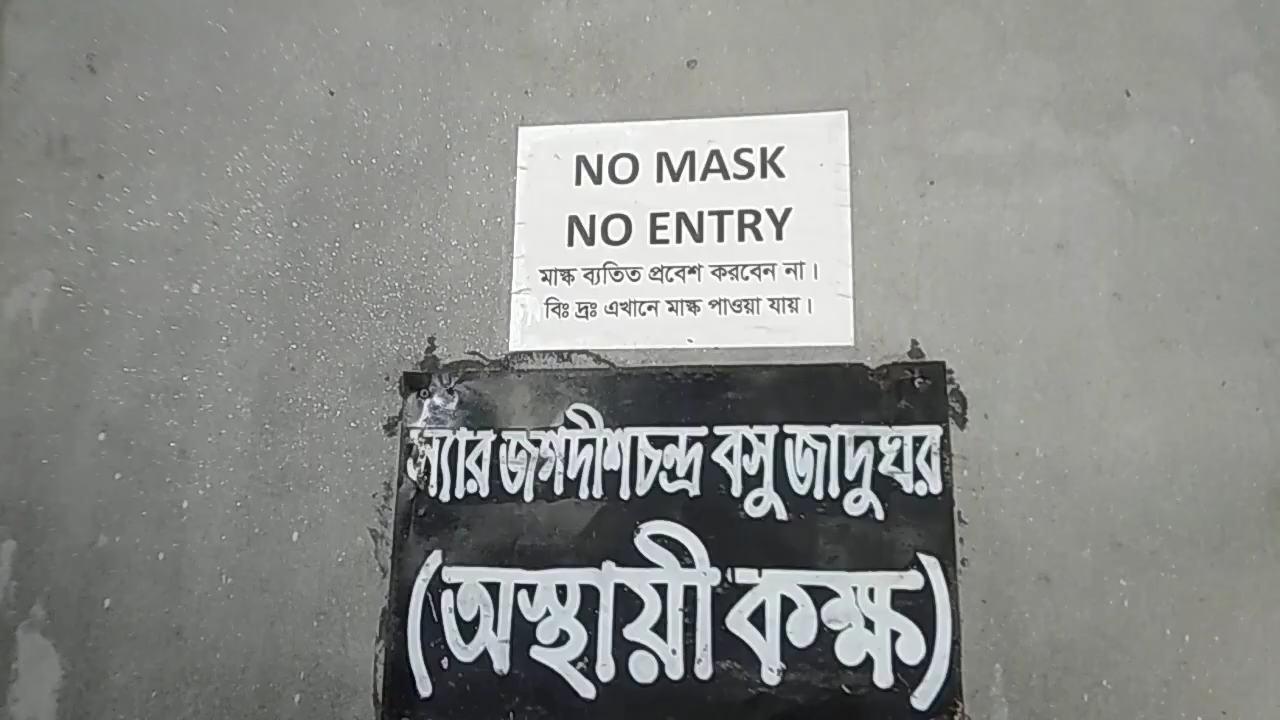 NO MASK
NO ENTRY
মাস্ক ব্যতিত প্রবেশ করবেন না।
বিঃ দ্রঃ এখানে মাস্ক পাওয়া যায়।
স্যার জগদীশচন্দ্র বসু জাদুঘর
(অস্থায়ী কক্ষ)